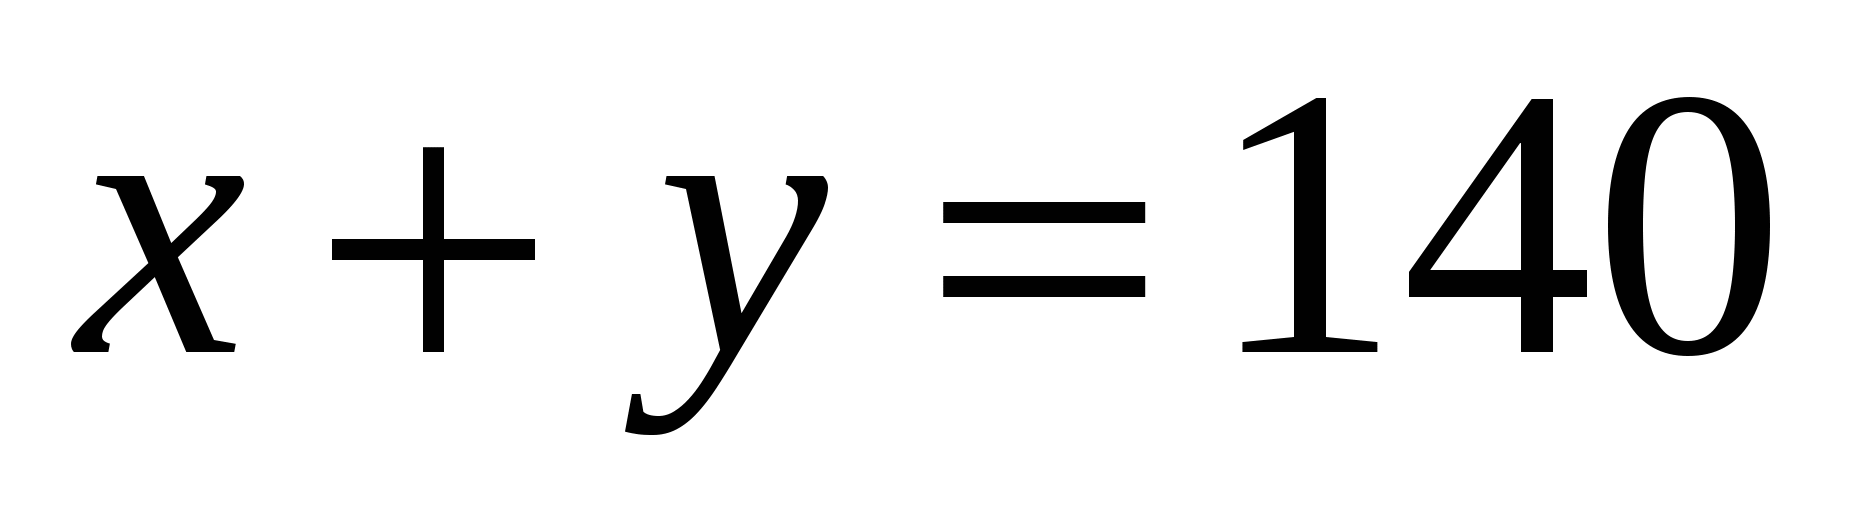 x + y = 140